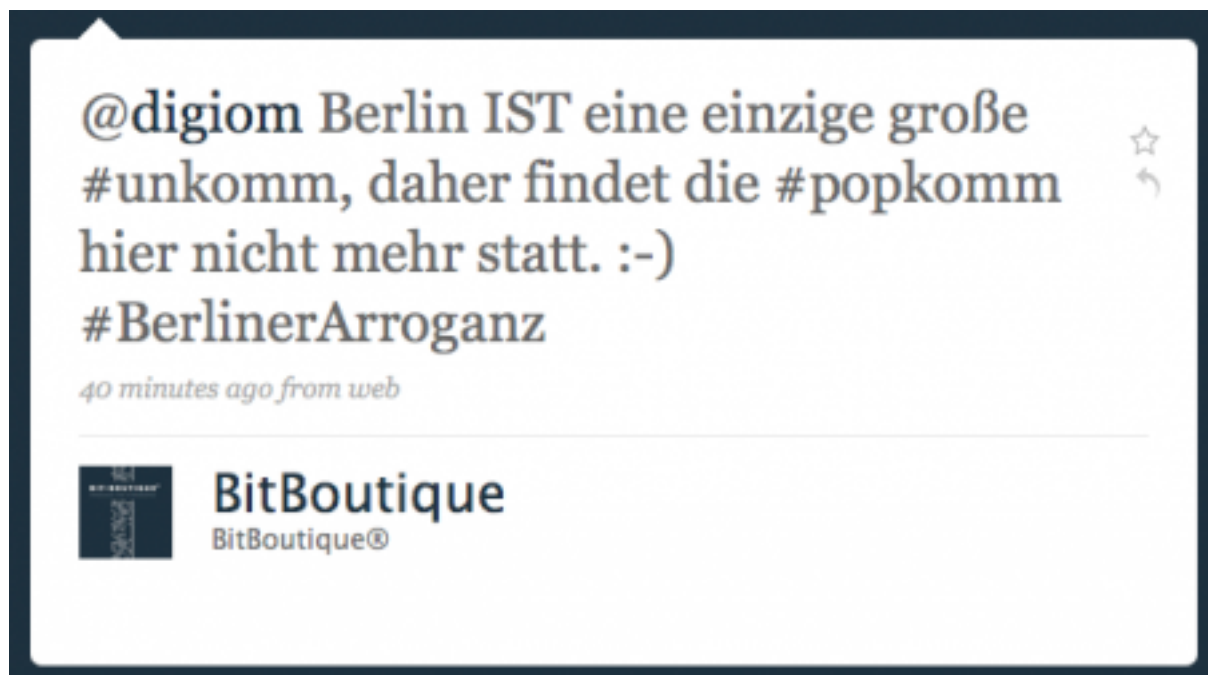 @digiom Berlin IST eine einzige große
#unkomm, daher findet die #popkomm
hier nicht mehr statt. :-)
#BerlinerArroganz
40 minutes ago from web
BitBoutique
BitBoutique®